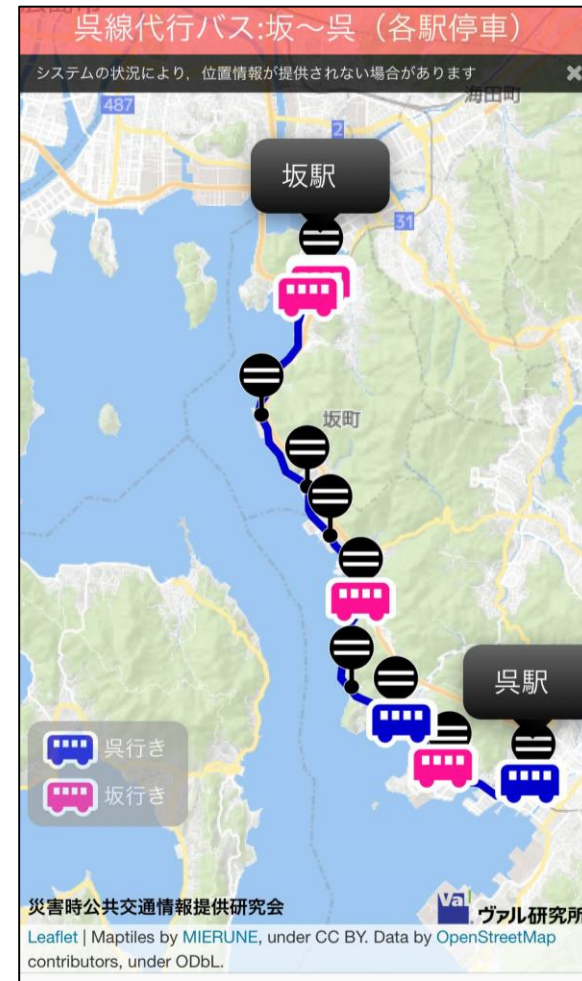 呉線代行バス:坂〜呉（各駅停車）
システムの状況により，位置情報が提供されない場合があります
487
海田町
2
坂駅
31
坂町
呉駅
呉行き
坂行き
災害時公共交通情報提供研究会
Val ヴァル研究所
Leaflet | Maptiles by MIERUNE, under CC BY. Data by OpenStreetMap
contributors, under ODbL.